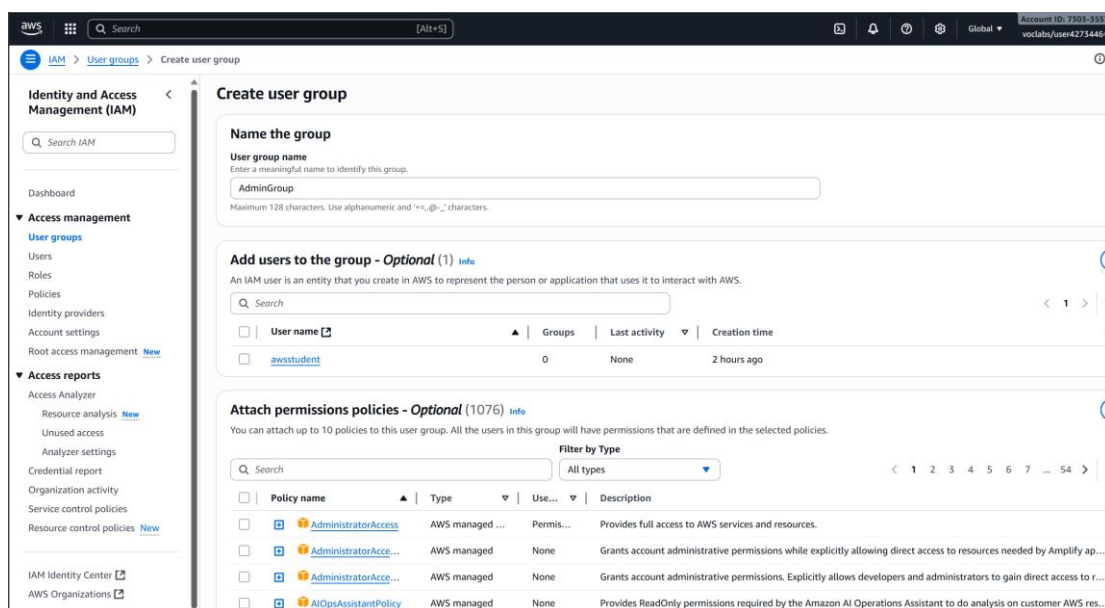 aws Search [Alt+S] Global Account ID: 7303-355
voclabs/user4273446
IAM > User groups > Create user group
Identity and Access Management (IAM)
Search IAM
Dashboard
Access management
User groups
Users
Roles
Policies
Identity providers
Account settings
Root access management New
Access reports
Access Analyzer
Resource analysis New
Unused access
Analyzer settings
Credential report
Organization activity
Service control policies
Resource control policies New
IAM Identity Center
AWS Organizations
Create user group
Name the group
User group name
Enter a meaningful name to identify this group.
AdminGroup
Maximum 128 characters. Use alphanumeric and '+=,.@-_' characters.
Add users to the group - Optional (1) Info
An IAM user is an entity that you create in AWS to represent the person or application that uses it to interact with AWS.
Search
< 1 >
User name Groups Last activity Creation time
awsstudent 0 None 2 hours ago
Attach permissions policies - Optional (1076) Info
You can attach up to 10 policies to this user group. All the users in this group will have permissions that are defined in the selected policies.
Filter by Type
Search All types < 1 2 3 4 5 6 7 ... 54 >
Policy name Type Use... Description
AdministratorAccess AWS managed ... Permis... Provides full access to AWS services and resources.
AdministratorAcce... AWS managed None Grants account administrative permissions while explicitly allowing direct access to resources needed by Amplify ap...
AdministratorAcce... AWS managed None Grants account administrative permissions. Explicitly allows developers and administrators to gain direct access to r...
AIOpsAssistantPolicy AWS managed None Provides ReadOnly permissions required by the Amazon AI Operations Assistant to do analysis on customer AWS res...